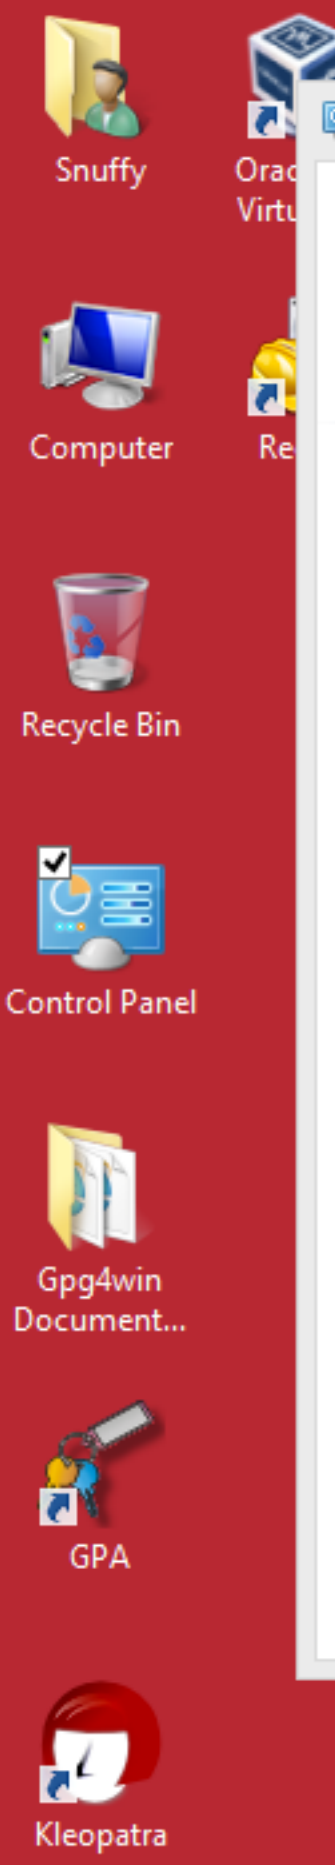 Snuffy
Computer
Recycle Bin
Control Panel
Gpg4win
Document...
GPA
Kleopatra